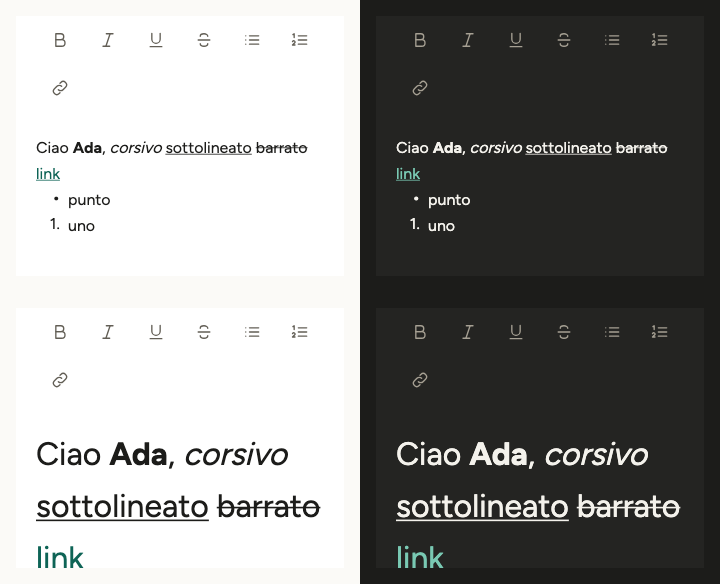 B I U S
Ciao Ada, corsivo sottolineato barrato
link
• punto
1. uno
B I U S
Ciao Ada, corsivo sottolineato barrato
link
• punto
1. uno
B I U S
Ciao Ada, corsivo
sottolineato barrato
link
B I U S
Ciao Ada, corsivo
sottolineato barrato
link